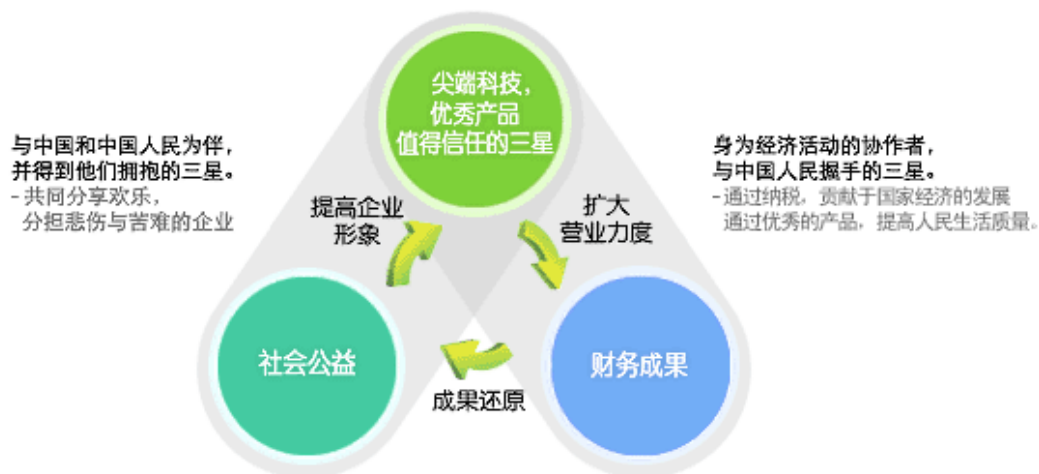 尖端科技，
优秀产品
值得信任的三星
与中国和中国人民为伴，
并得到他们拥抱的三星。
-共同分享欢乐，
分担悲伤与苦难的企业
身为经济活动的协作者，
与中国人民握手的三星。
-通过纳税，贡献于国家经济的发展
通过优秀的产品，提高人民生活质量。
提高企业
形象
扩大
营业力度
社会公益
财务成果
成果还原